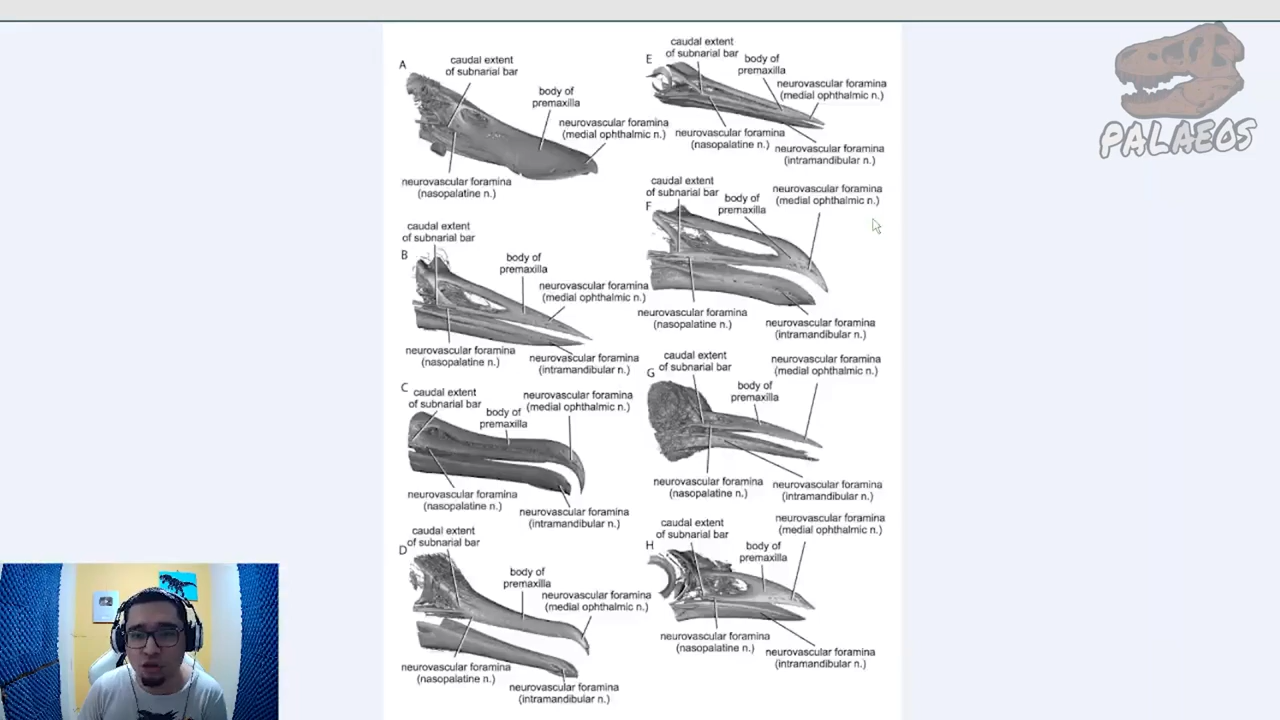 A
caudal extent
of subnarial bar
body of
premaxilla
neurovascular foramina
(medial ophthalmic n.)
neurovascular foramina
(nasopalatine n.)
B
caudal extent
of subnarial bar
body of
premaxilla
neurovascular foramina
(medial ophthalmic n.)
neurovascular foramina
(nasopalatine n.)
neurovascular foramina
(intramandibular n.)
C
caudal extent
of subnarial bar
body of
premaxilla
neurovascular foramina
(medial ophthalmic n.)
neurovascular foramina
(nasopalatine n.)
neurovascular foramina
(intramandibular n.)
D
caudal extent
of subnarial bar
body of
premaxilla
neurovascular foramina
(medial ophthalmic n.)
neurovascular foramina
(nasopalatine n.)
neurovascular foramina
(intramandibular n.)
E
caudal extent
of subnarial bar
body of
premaxilla
neurovascular foramina
(medial ophthalmic n.)
neurovascular foramina
(nasopalatine n.)
neurovascular foramina
(intramandibular n.)
F
caudal extent
of subnarial bar
body of
premaxilla
neurovascular foramina
(medial ophthalmic n.)
neurovascular foramina
(nasopalatine n.)
neurovascular foramina
(intramandibular n.)
G
caudal extent
of subnarial bar
body of
premaxilla
neurovascular foramina
(medial ophthalmic n.)
neurovascular foramina
(nasopalatine n.)
neurovascular foramina
(intramandibular n.)
H
caudal extent
of subnarial bar
body of
premaxilla
neurovascular foramina
(medial ophthalmic n.)
neurovascular foramina
(nasopalatine n.)
neurovascular foramina
(intramandibular n.)
PALAEOS